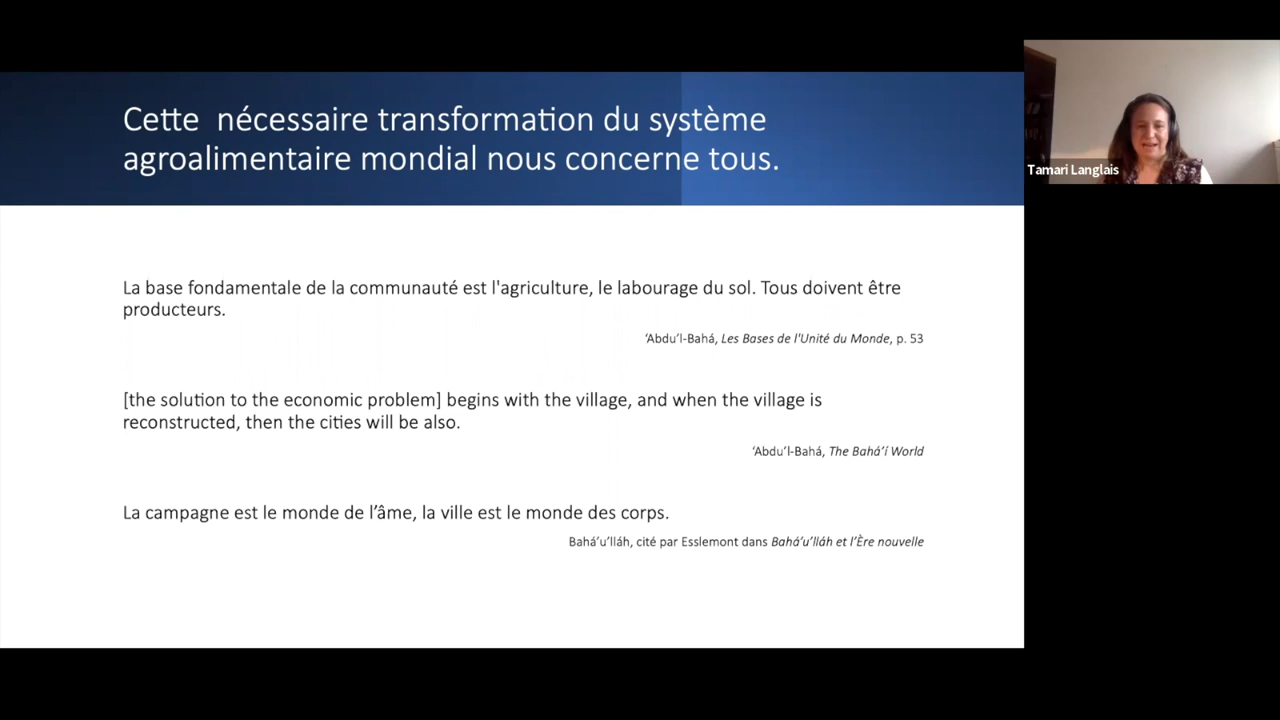 Cette  nécessaire transformation du système
agroalimentaire mondial nous concerne tous.
Tamari Langlais
La base fondamentale de la communauté est l'agriculture, le labourage du sol. Tous doivent être
producteurs.
‘Abdu’l-Bahá, Les Bases de l'Unité du Monde, p. 53
[the solution to the economic problem] begins with the village, and when the village is
reconstructed, then the cities will be also.
‘Abdu’l-Bahá, The Bahá’í World
La campagne est le monde de l’âme, la ville est le monde des corps.
Bahá’u’lláh, cité par Esslemont dans Bahá’u’lláh et l’Ère nouvelle